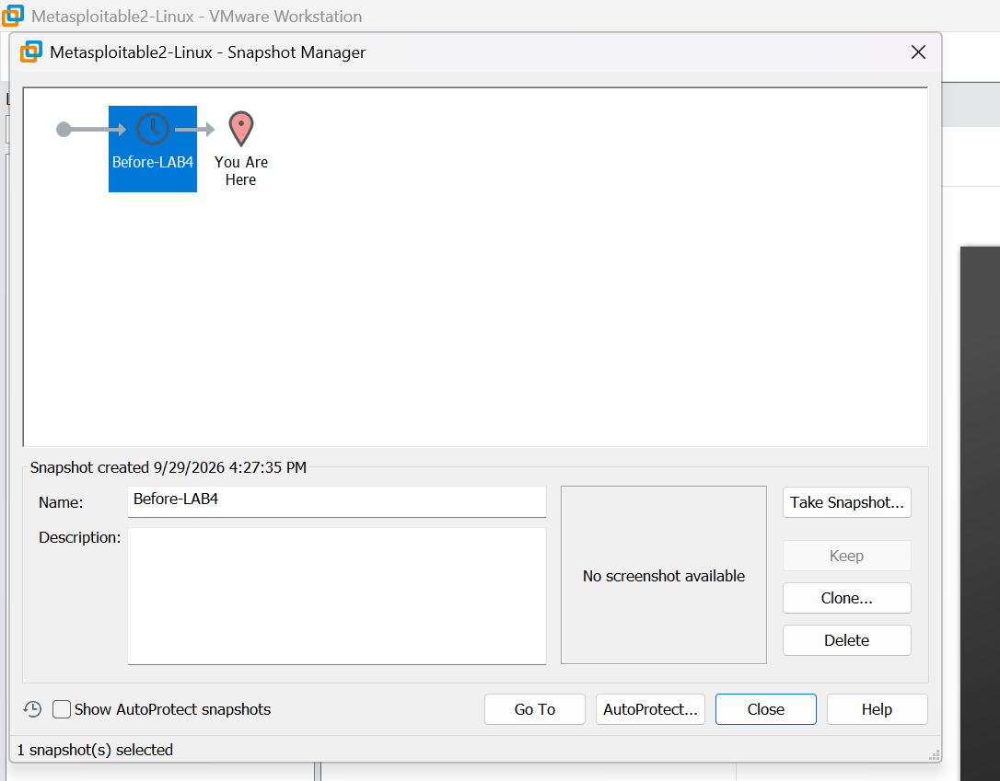 Metasploitable2-Linux - VMware Workstation
Metasploitable2-Linux - Snapshot Manager
Before-LAB4
You Are
Here
Snapshot created 9/29/2026 4:27:35 PM
Name:
Before-LAB4
Take Snapshot...
Description:
No screenshot available
Keep
Clone...
Delete
Show AutoProtect snapshots
Go To
AutoProtect...
Close
Help
1 snapshot(s) selected